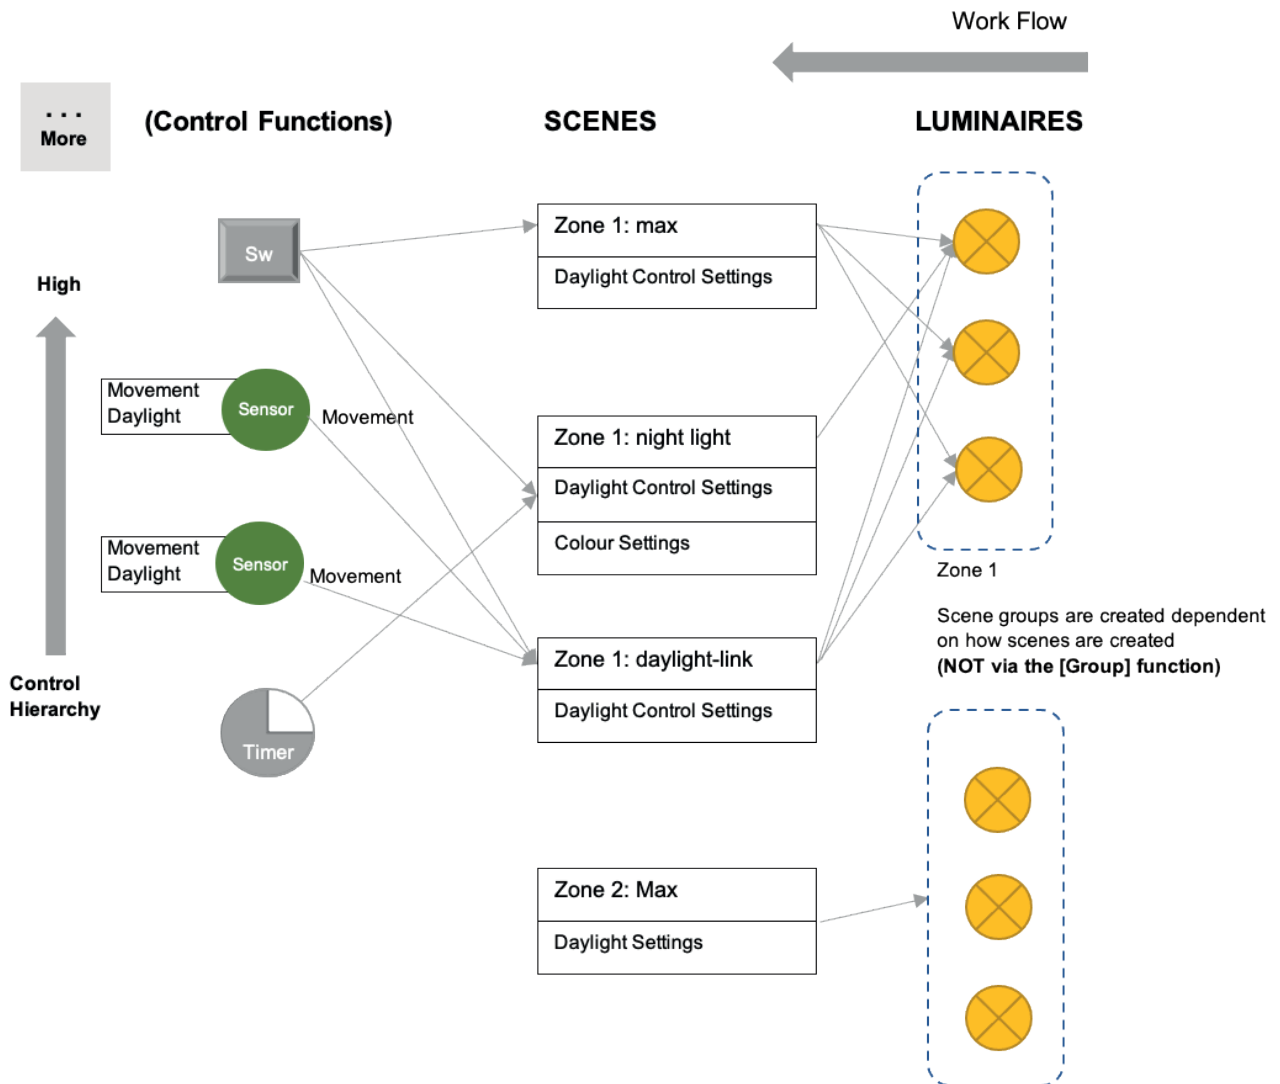 Work Flow
. . .
More
(Control Functions)
SCENES
LUMINAIRES
Sw
Zone 1: max
Daylight Control Settings
High
Movement
Daylight
Sensor
Movement
Zone 1: night light
Daylight Control Settings
Colour Settings
Movement
Daylight
Sensor
Movement
Zone 1
Scene groups are created dependent
on how scenes are created
(NOT via the [Group] function)
Zone 1: daylight-link
Daylight Control Settings
Control
Hierarchy
Timer
Zone 2: Max
Daylight Settings